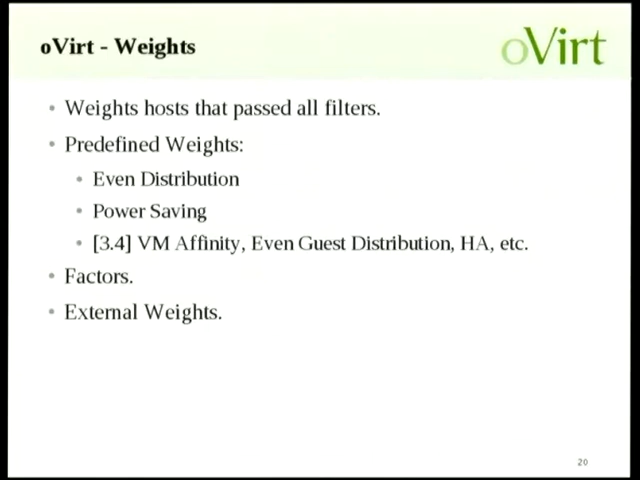 oVirt - Weights
oVirt
• Weights hosts that passed all filters.
• Predefined Weights:
• Even Distribution
• Power Saving
• [3.4] VM Affinity, Even Guest Distribution, HA, etc.
• Factors.
• External Weights.
20